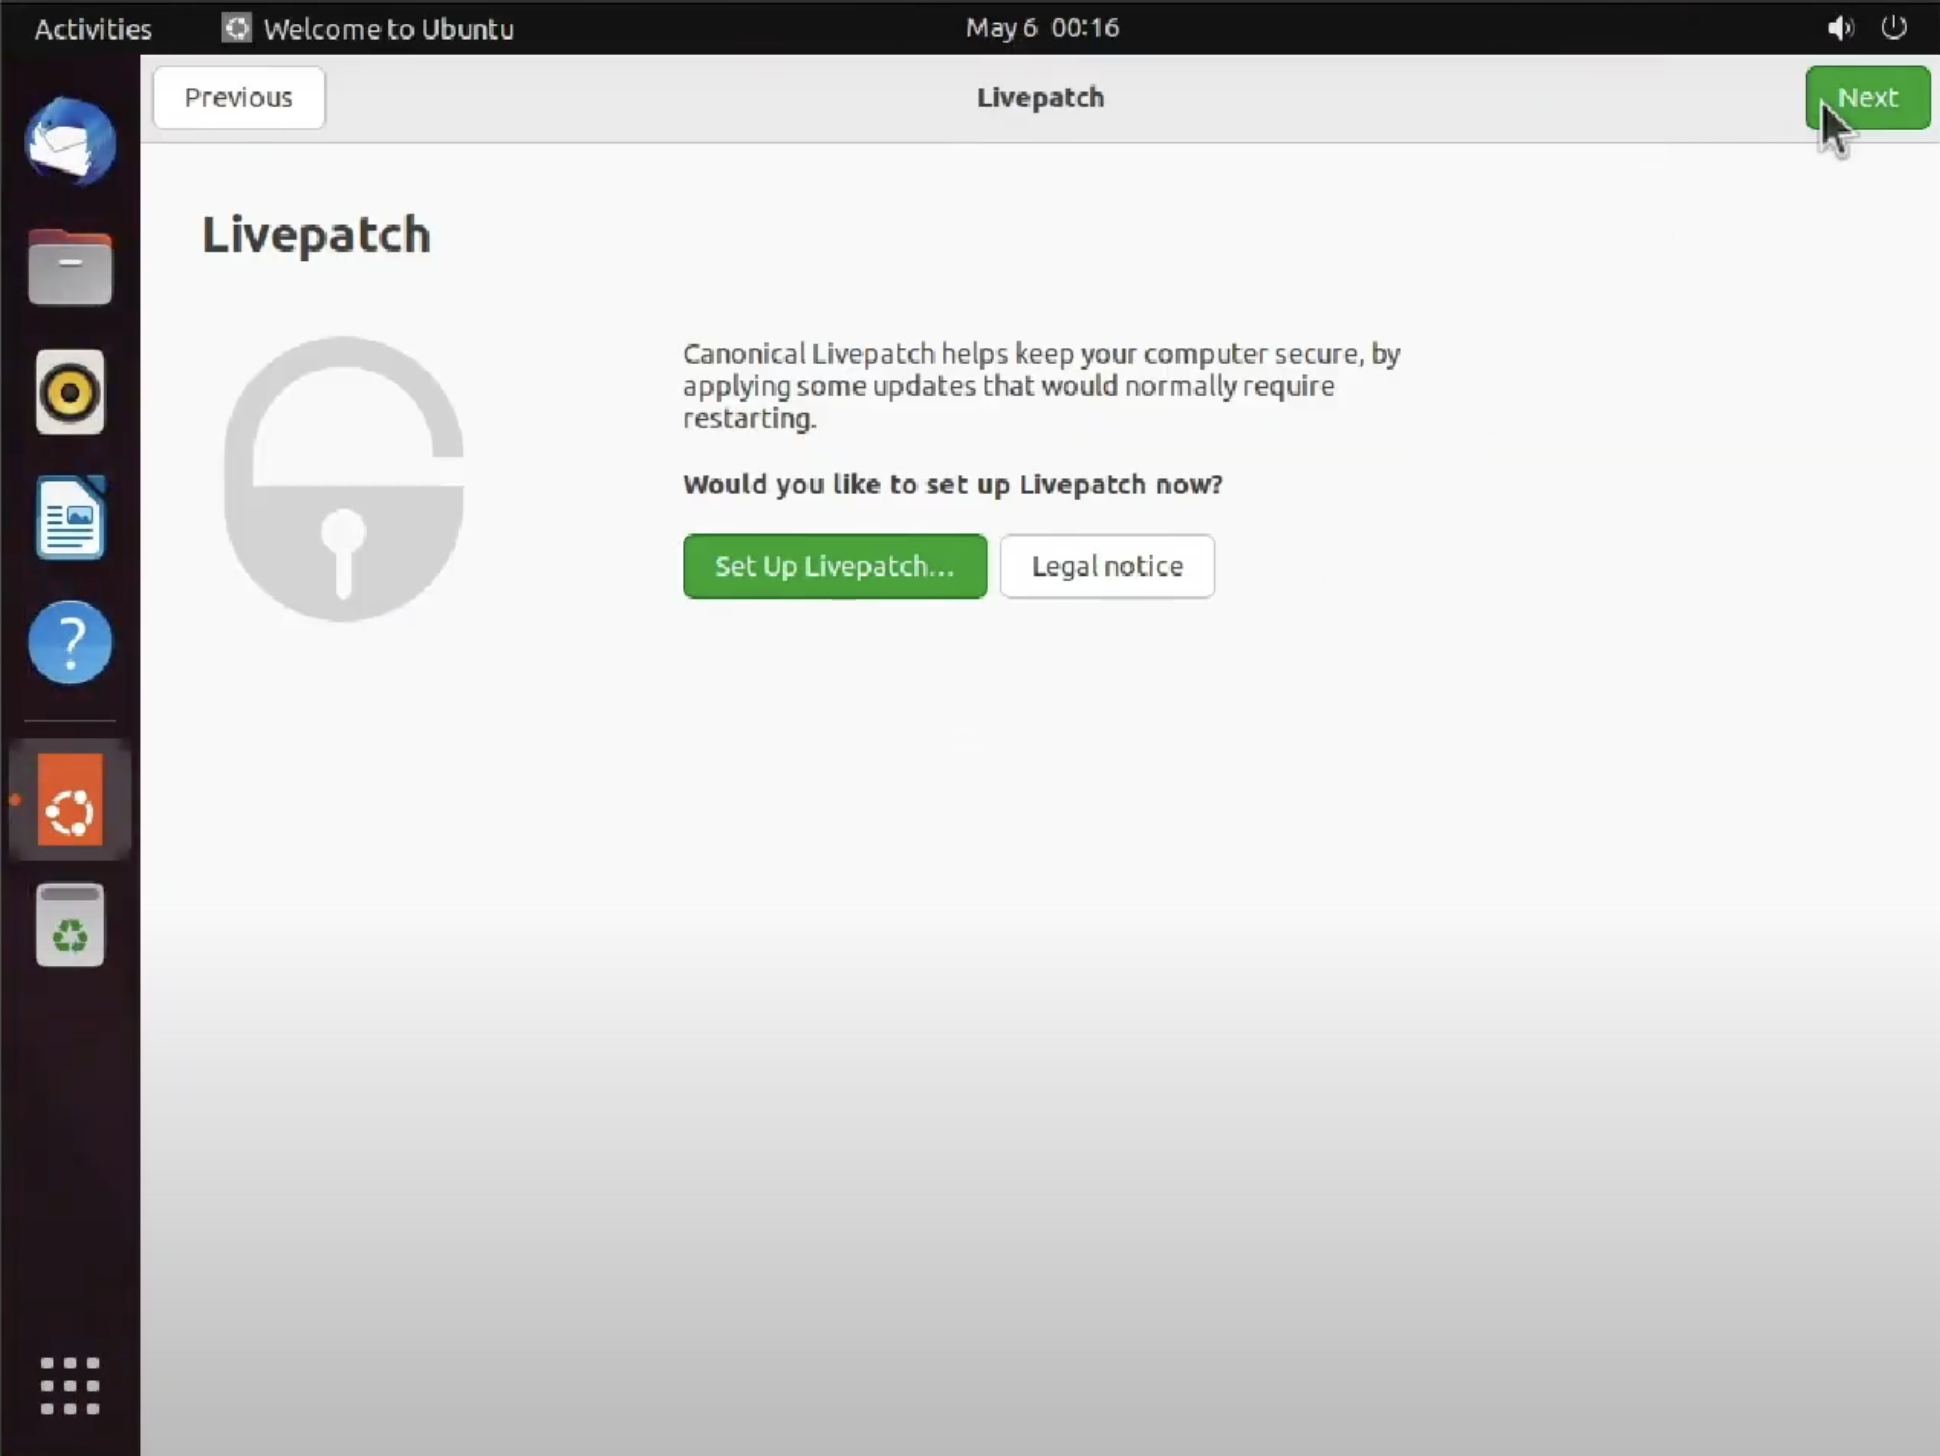 Activities
Welcome to Ubuntu
May 6 00:16
Previous
Livepatch
Next
Livepatch
Canonical Livepatch helps keep your computer secure, by
applying some updates that would normally require
restarting.
Would you like to set up Livepatch now?
Set Up Livepatch...
Legal notice